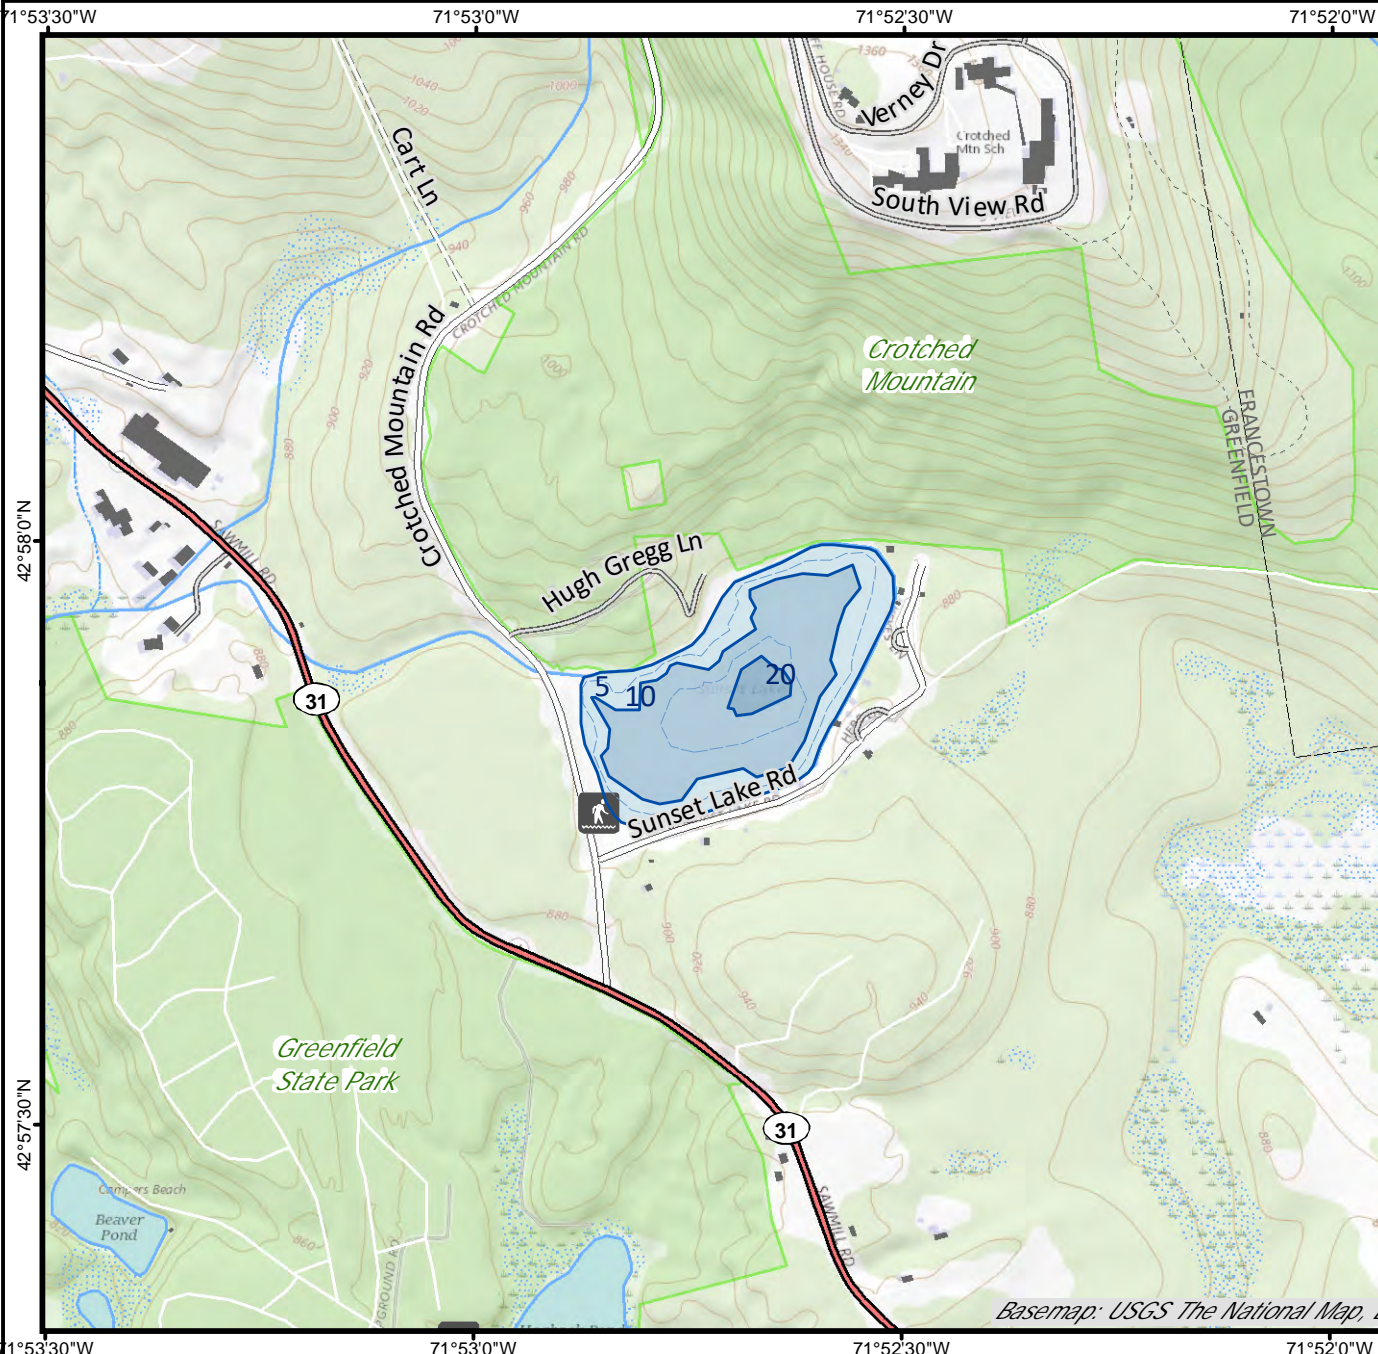 71°53'30"W
71°53'0"W
71°52'30"W
71°52'0"W
1360
Verney Dr
1040
1020
1000
Cart Ln
Crotched
Mtn Sch
1340
980
960
South View Rd
940
CROTCHED MOUNTAIN RD
1100
Crotched Mountain Rd
Crotched
Mountain
920
1000
900
880
FRANCESTOWN
GREENFIELD
42°58'0"N
SAWMILL RD
Hugh Gregg Ln
880
880
5
10
20
Sunset Lake
31
880
Sunset Lake Rd
880
900
920
940
940
920
900
880
Greenfield
State Park
42°57'30"N
31
880
Campers Beach
Beaver
Pond
860
SAWMILL RD
Basemap: USGS The National Map,
71°53'30"W
71°53'0"W
71°52'30"W
71°52'0"W